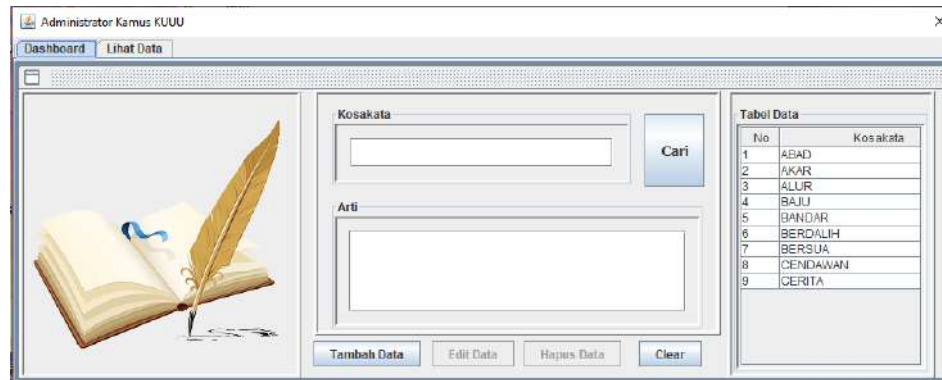 Administrator Kamus KUUU
Dashboard Lihat Data
Kosakata
Cari
Arti
Tambah Data Edit Data Hapus Data Clear
Tabel Data
No Kosakata
1 ABAD
2 AKAR
3 ALUR
4 BAJU
5 BANDAR
6 BERDALIH
7 BERSUA
8 CENDAWAN
9 CERITA